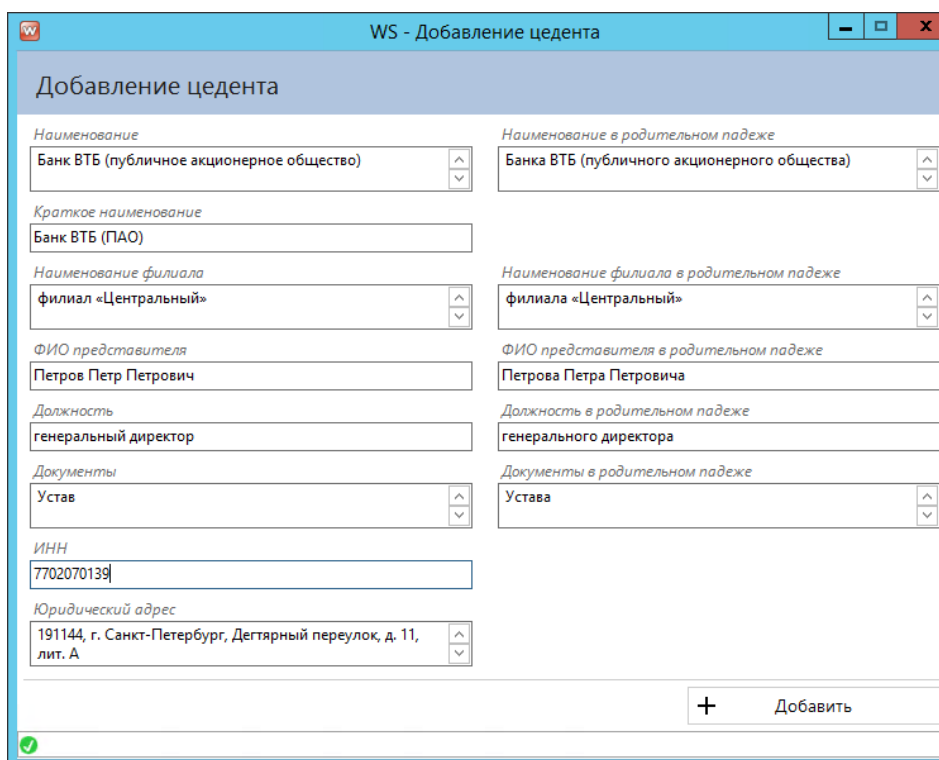 WS - Добавление цедента
Добавление цедента
Наименование
Наименование в родительном падеже
Банк ВТБ (публичное акционерное общество)
Банка ВТБ (публичного акционерного общества)
Краткое наименование
Банк ВТБ (ПАО)
Наименование филиала
Наименование филиала в родительном падеже
филиал «Центральный»
филиала «Центральный»
ФИО представителя
ФИО представителя в родительном падеже
Петров Петр Петрович
Петрова Петра Петровича
Должность
Должность в родительном падеже
генеральный директор
генерального директора
Документы
Документы в родительном падеже
Устав
Устава
ИНН
7702070139
Юридический адрес
191144, г. Санкт-Петербург, Дегтярный переулок, д. 11,
лит. А
Добавить